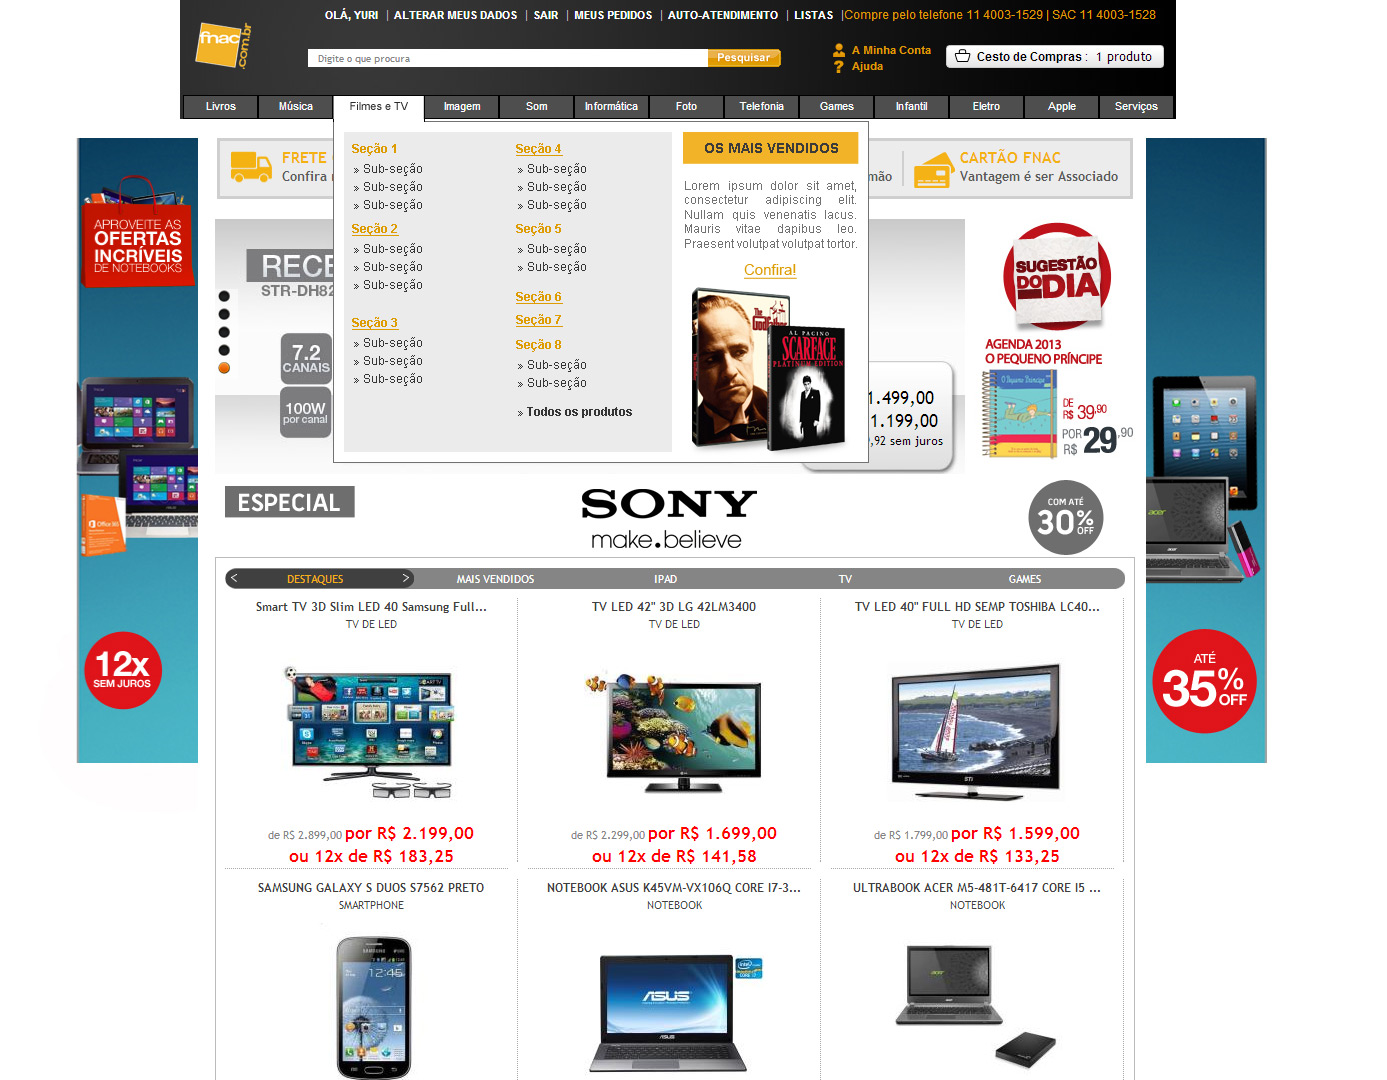 OLÁ, YURI | ALTERAR MEUS DADOS | SAIR | MEUS PEDIDOS | AUTO-ATENDIMENTO | LISTAS |Compre pelo telefone 11 4003-1529 | SAC 11 4003-1528
fnac
.com.br
Digite o que procura
Pesquisar
A Minha Conta
Ajuda
Cesto de Compras : 1 produto
Livros
Música
Filmes e TV
Imagem
Som
Informática
Foto
Telefonia
Games
Infantil
Eletro
Apple
Serviços
Seção 1
» Sub-seção
» Sub-seção
» Sub-seção
Seção 2
» Sub-seção
» Sub-seção
» Sub-seção
Seção 3
» Sub-seção
» Sub-seção
» Sub-seção
Seção 4
» Sub-seção
» Sub-seção
» Sub-seção
Seção 5
» Sub-seção
» Sub-seção
Seção 6
Seção 7
Seção 8
» Sub-seção
» Sub-seção
» Todos os produtos
OS MAIS VENDIDOS
Lorem ipsum dolor sit amet,
consectetur adipiscing elit.
Nullam quis venenatis lacus.
Mauris vitae dapibus leo.
Praesent volutpat volutpat tortor.
Confira!
The
Godfather
AL PACINO
SCARFACE
PLATINUM EDITION
FRETE
Confira
mão
CARTÃO FNAC
Vantagem é ser Associado
APROVEITE AS
OFERTAS
INCRÍVEIS
DE NOTEBOOKS
Office 365
12x
SEM JUROS
RECE
STR-DH82
7.2
CANAIS
100W
por canal
1.499,00
1.199,00
,92 sem juros
SUGESTÃO
DO DIA
AGENDA 2013
O PEQUENO PRÍNCIPE
O Pequeno Príncipe
DE
R$ 39,90
POR
R$ 29,90
acer
ATÉ
35%
OFF
ESPECIAL
SONY
make.believe
COM ATÉ
30%
OFF
< DESTAQUES >
MAIS VENDIDOS
IPAD
TV
GAMES
Smart TV 3D Slim LED 40 Samsung Full...
TV DE LED
SMART TV
de R$ 2.899,00 por R$ 2.199,00
ou 12x de R$ 183,25
TV LED 42" 3D LG 42LM3400
TV DE LED
de R$ 2.299,00 por R$ 1.699,00
ou 12x de R$ 141,58
TV LED 40" FULL HD SEMP TOSHIBA LC40...
TV DE LED
STI
de R$ 1.799,00 por R$ 1.599,00
ou 12x de R$ 133,25
SAMSUNG GALAXY S DUOS S7562 PRETO
SMARTPHONE
SAMSUNG
12:45
NOTEBOOK ASUS K45VM-VX106Q CORE I7-3...
NOTEBOOK
intel
CORE i7
ASUS
ASUS
ULTRABOOK ACER M5-481T-6417 CORE I5 ...
NOTEBOOK
acer